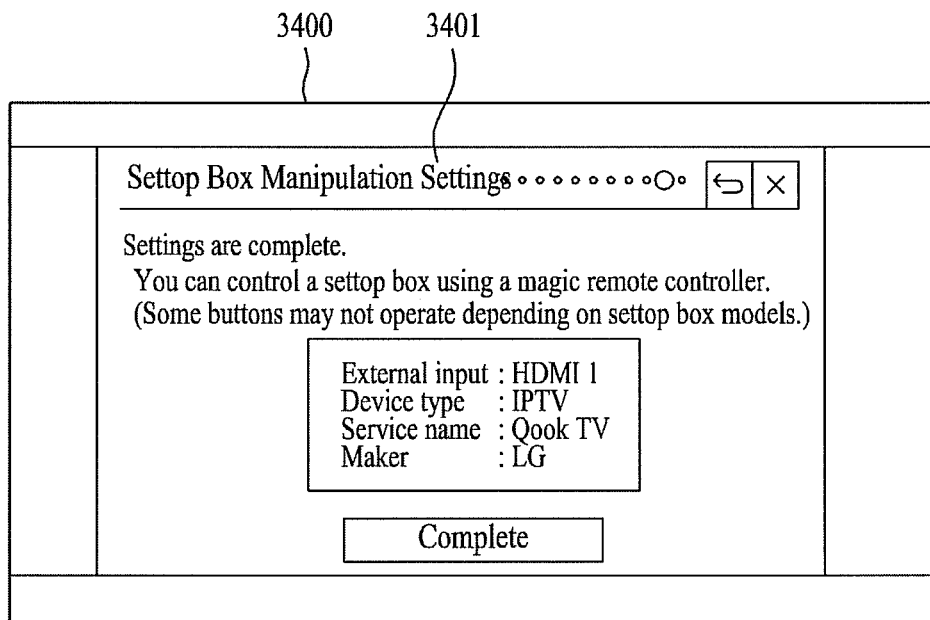 3400 3401
Settop Box Manipulation Settings
Settings are complete.
You can control a settop box using a magic remote controller.
(Some buttons may not operate depending on settop box models.)
External input : HDMI 1
Device type : IPTV
Service name : Qook TV
Maker : LG
Complete